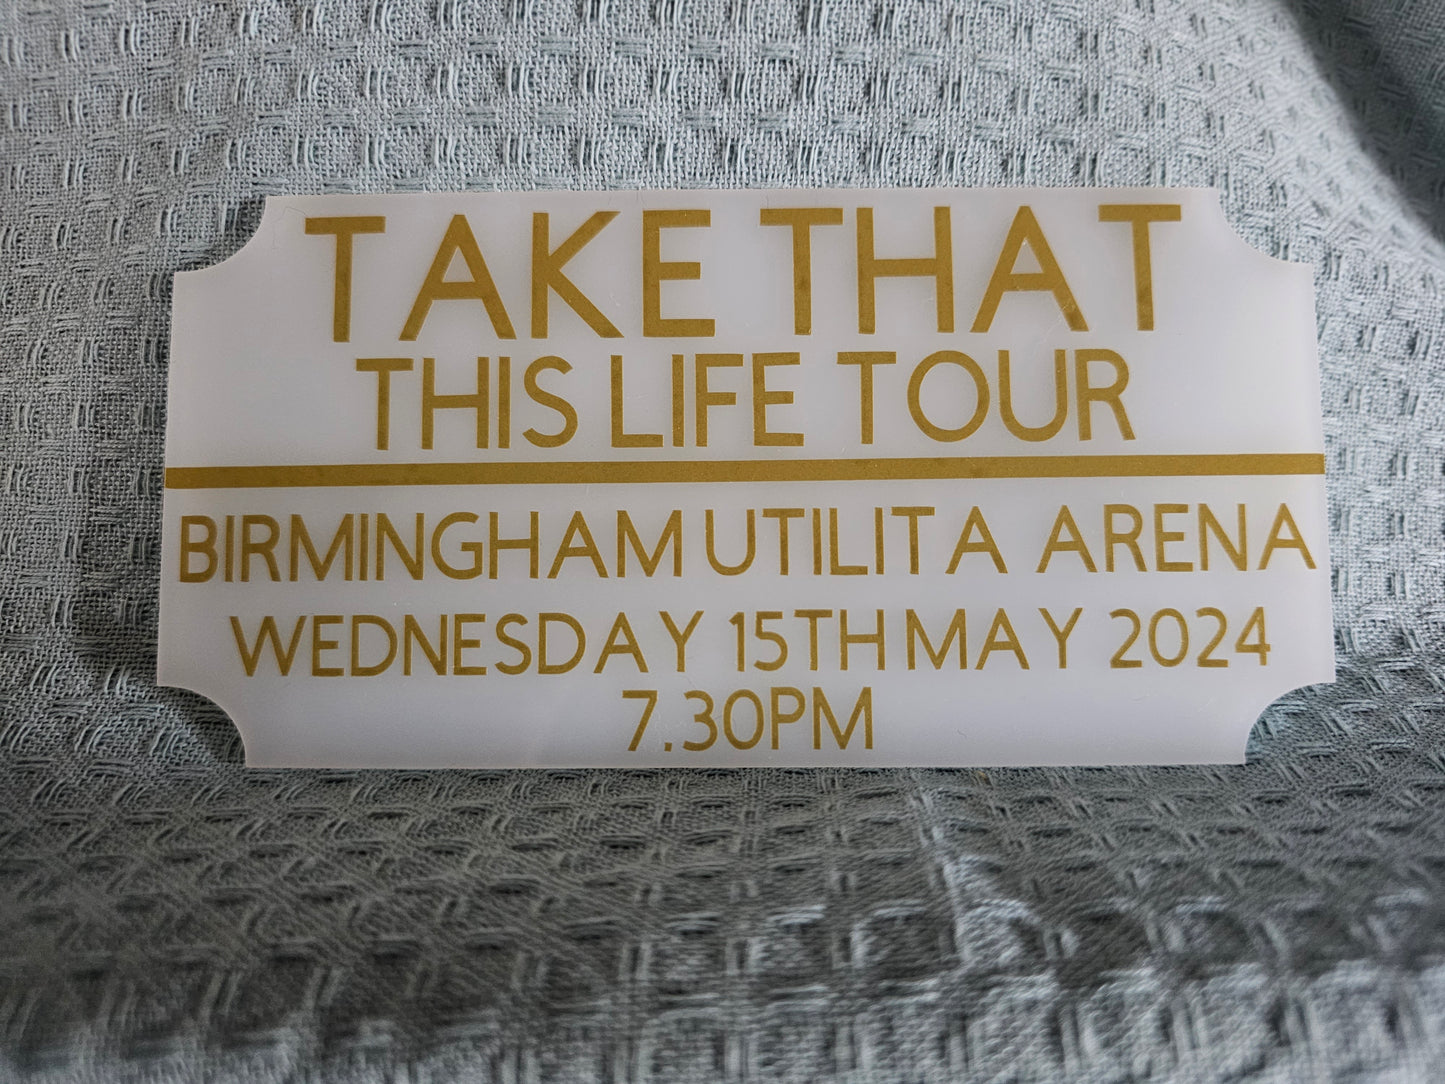 TAKE THAT
THIS LIFE TOUR
BIRMINGHAM UTILITA ARENA
WEDNESDAY 15TH MAY 2024
7.30PM